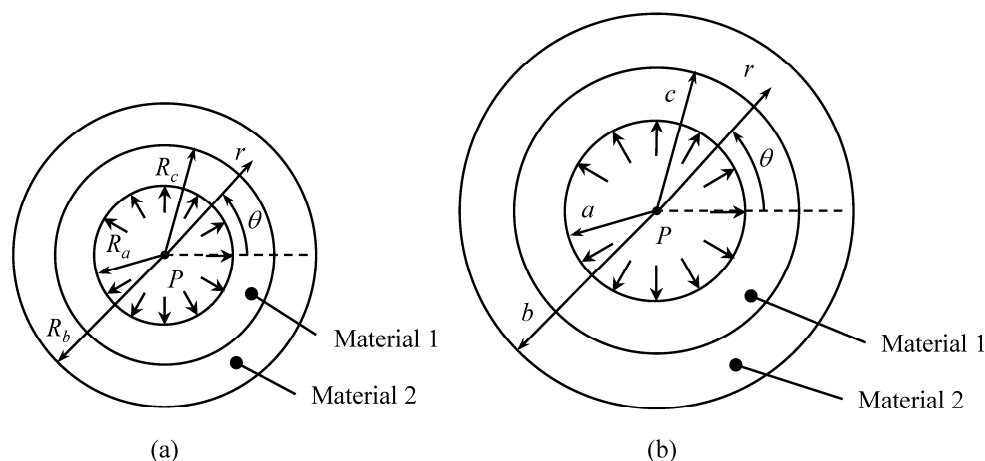 R_c
r
θ
R_a
P
R_b
Material 1
Material 2
(a)
c
r
θ
a
P
b
Material 1
Material 2
(b)